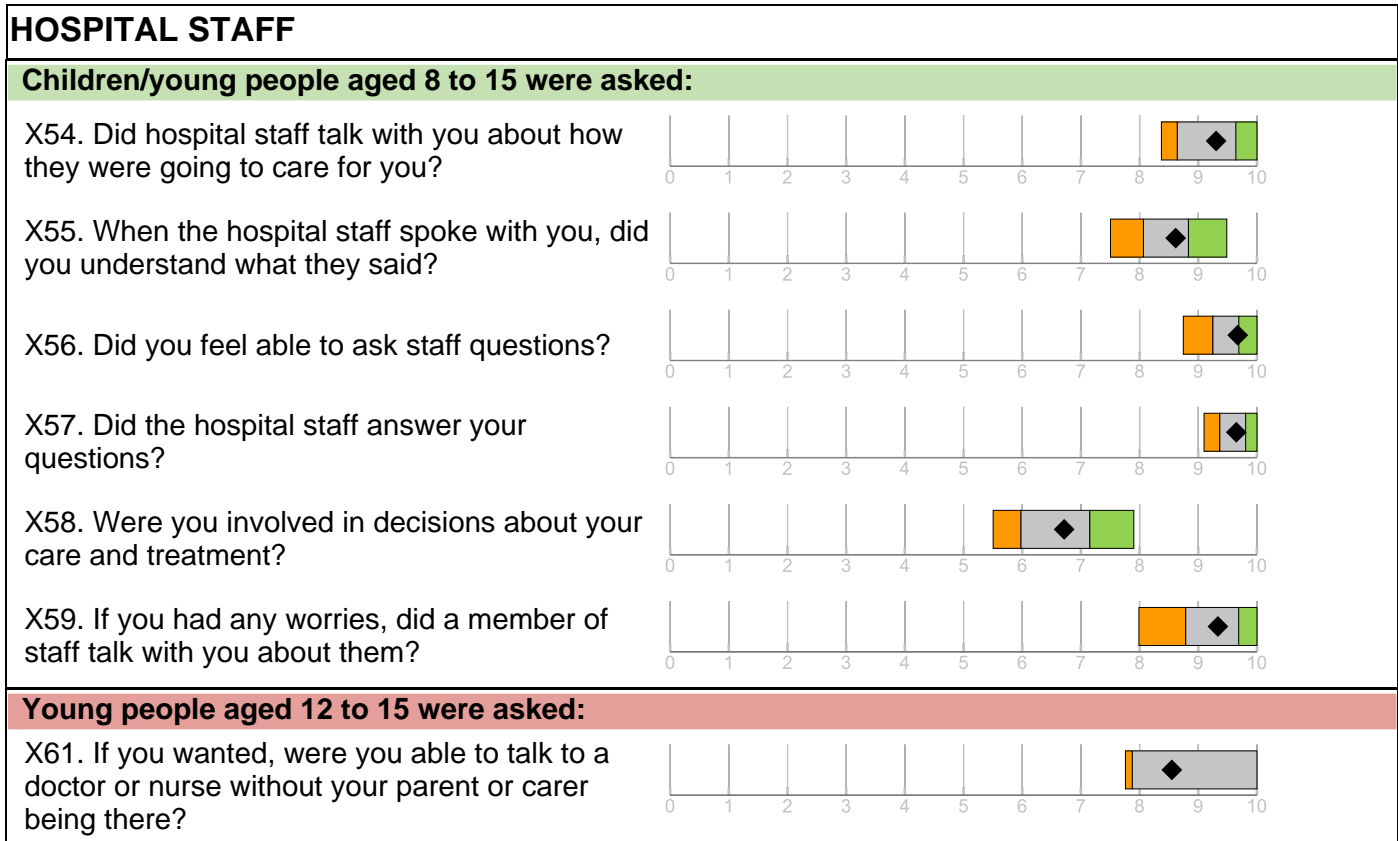 HOSPITAL STAFF
Children/young people aged 8 to 15 were asked:
X54. Did hospital staff talk with you about how
they were going to care for you?
0 1 2 3 4 5 6 7 8 9 10
X55. When the hospital staff spoke with you, did
you understand what they said?
0 1 2 3 4 5 6 7 8 9 10
X56. Did you feel able to ask staff questions?
0 1 2 3 4 5 6 7 8 9 10
X57. Did the hospital staff answer your
questions?
0 1 2 3 4 5 6 7 8 9 10
X58. Were you involved in decisions about your
care and treatment?
0 1 2 3 4 5 6 7 8 9 10
X59. If you had any worries, did a member of
staff talk with you about them?
0 1 2 3 4 5 6 7 8 9 10
Young people aged 12 to 15 were asked:
X61. If you wanted, were you able to talk to a
doctor or nurse without your parent or carer
being there?
0 1 2 3 4 5 6 7 8 9 10